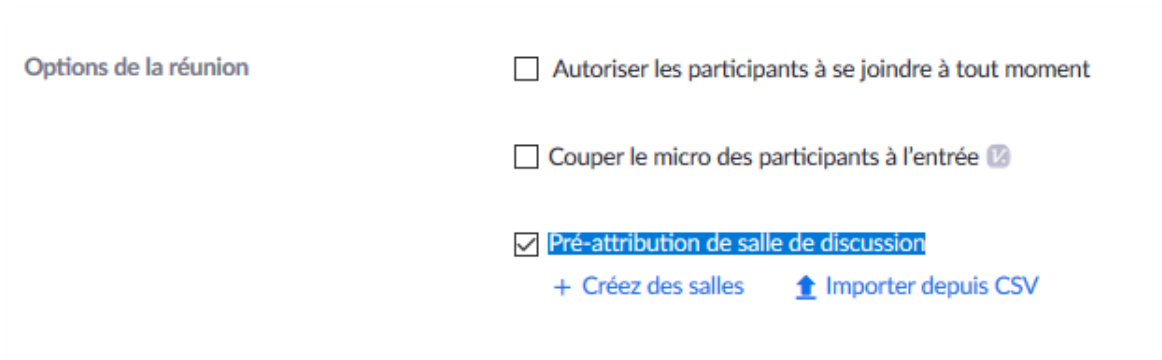 Options de la réunion
Autoriser les participants à se joindre à tout moment
Couper le micro des participants à l'entrée
Pré-attribution de salle de discussion
+ Créez des salles
Importer depuis CSV